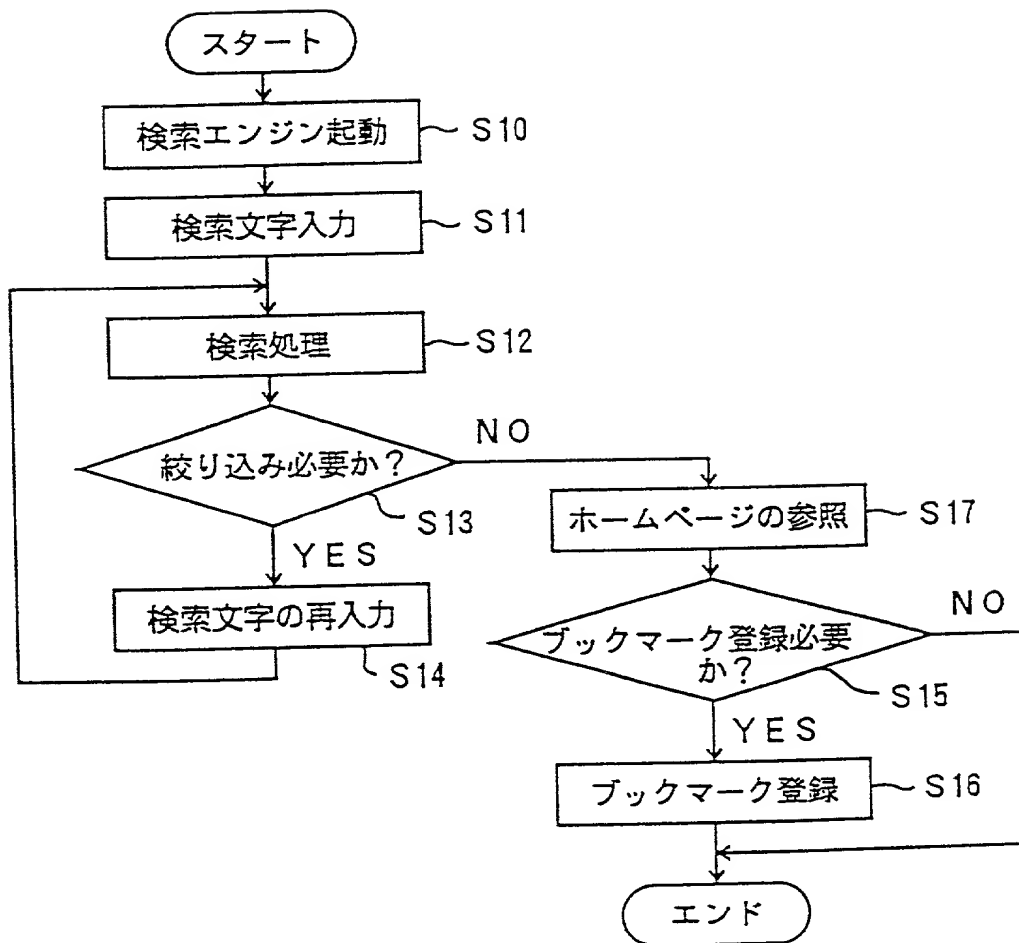 スタート
検索エンジン起動
S10
検索文字入力
S11
検索処理
S12
絞り込み必要か?
S13
NO
YES
検索文字の再入力
S14
ホームページの参照
S17
ブックマーク登録必要
か?
S15
NO
YES
ブックマーク登録
S16
エンド